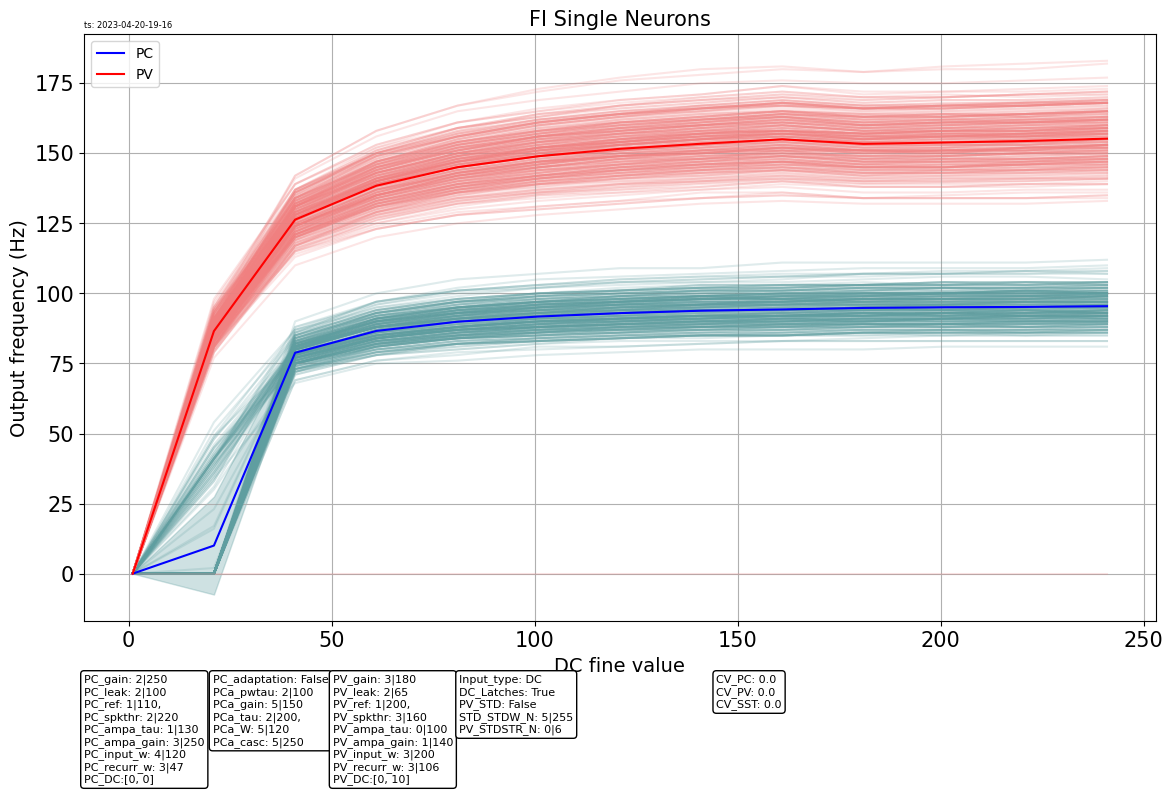 ts: 2023-04-20-19-16
FI Single Neurons
PC
PV
Output frequency (Hz)
175
150
125
100
75
50
25
0
0
50
100
150
200
250
DC fine value
PC_gain: 2|250
PC_leak: 2|100
PC_ref: 1|110,
PC_spkthr: 2|220
PC_ampa_tau: 1|130
PC_ampa_gain: 3|250
PC_input_w: 4|120
PC_recurr_w: 3|47
PC_DC:[0, 0]
PC_adaptation: False
PCa_pwtau: 2|100
PCa_gain: 5|150
PCa_tau: 2|200,
PCa_W: 5|120
PCa_casc: 5|250
PV_gain: 3|180
PV_leak: 2|65
PV_ref: 1|200,
PV_spkthr: 3|160
PV_ampa_tau: 0|100
PV_ampa_gain: 1|140
PV_input_w: 3|200
PV_recurr_w: 3|106
PV_DC:[0, 10]
Input_type: DC
DC_Latches: True
PV_STD: False
STD_STDW_N: 5|255
PV_STDSTR_N: 0|6
CV_PC: 0.0
CV_PV: 0.0
CV_SST: 0.0